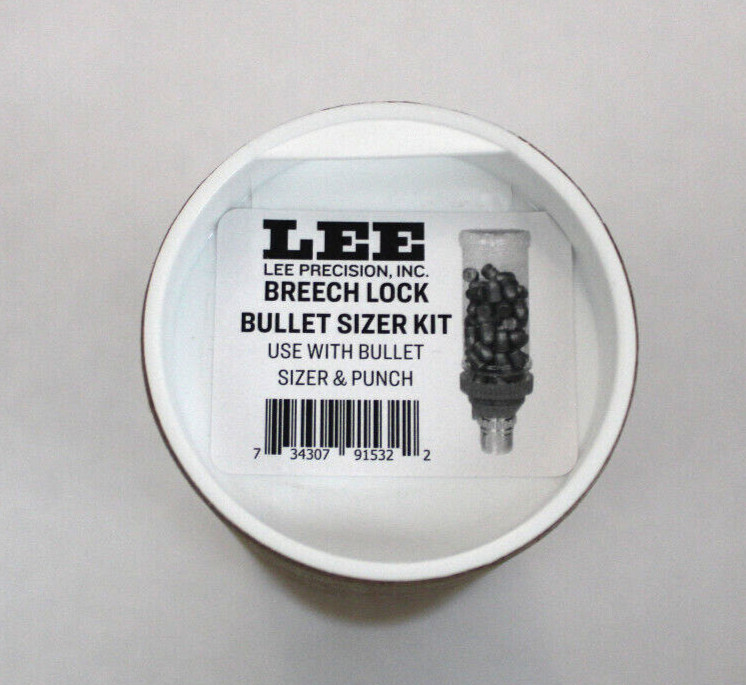 LEE
LEE PRECISION, INC.
BREECH LOCK
BULLET SIZER KIT
USE WITH BULLET
SIZER & PUNCH
7 34307 91532 2